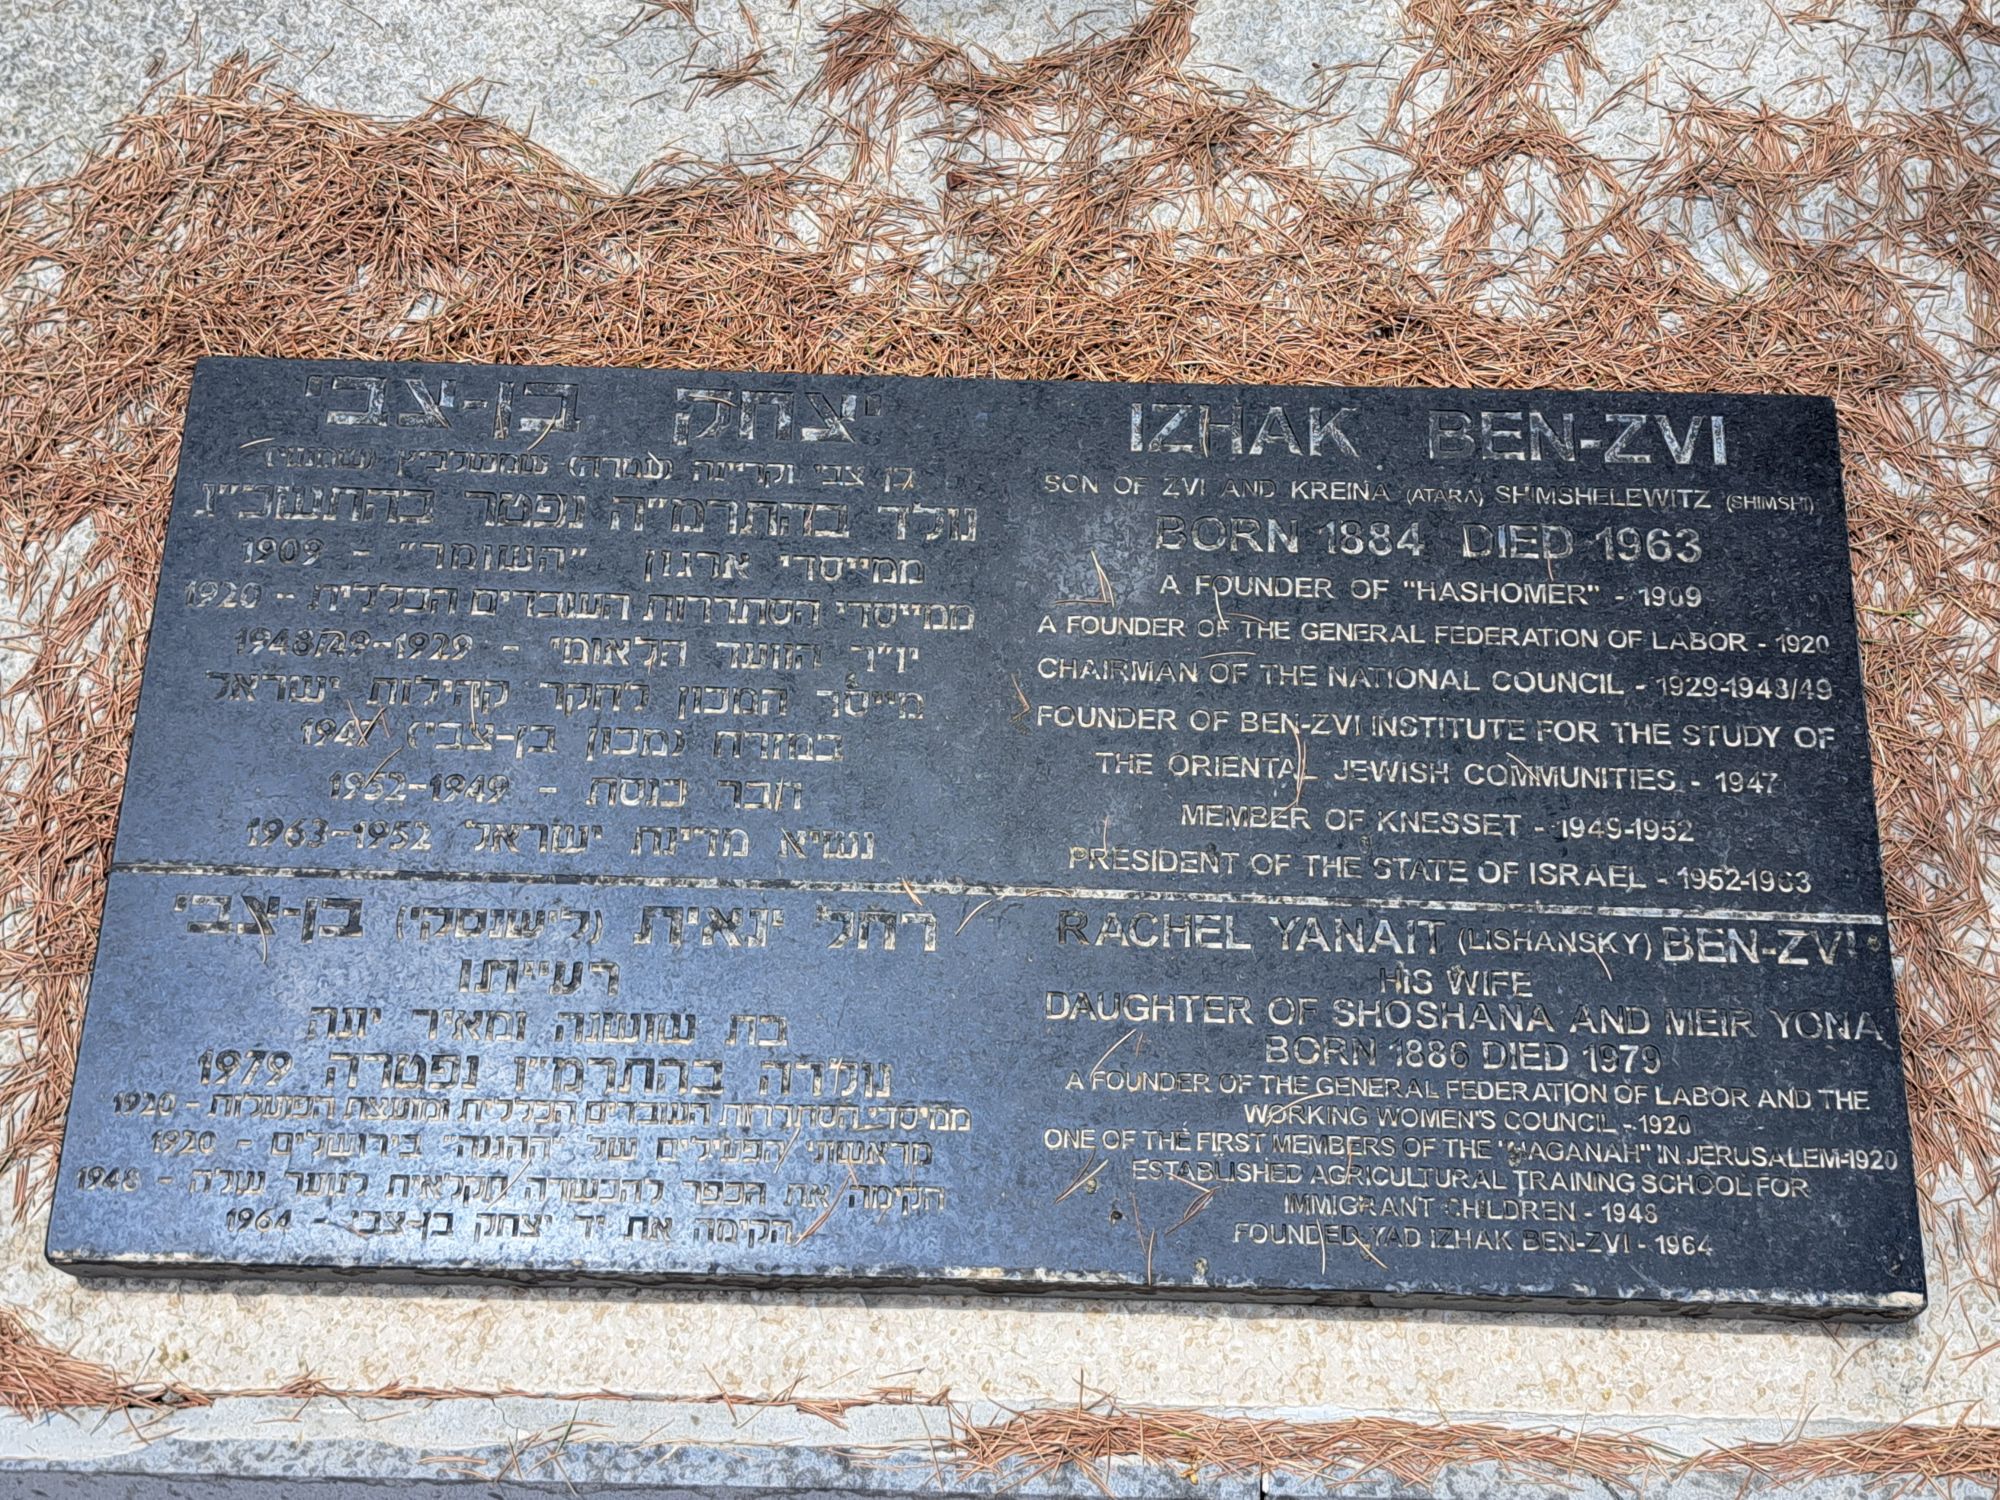 יצחק בן-צבי
בן צבי וקריינה (עטרה) שמשלביץ (שמשי)
נולד בהתרמ"ה נפטר בהתשכ"ג
ממייסדי ארגון "השומר" - 1909
ממייסדי הסתדרות העובדים הכללית - 1920
יו"ר הוועד הלאומי - 1948/49-1929
מייסד המכון לחקר קהילות ישראל
במזרח (מכון בן-צבי) 1947
חבר כנסת - 1952-1949
נשיא מדינת ישראל 1963-1952
רחל ינאית (לישנסקי) בן-צבי
רעייתו
בת שושנה ומאיר יונה
נולדה בהתרמ"ו נפטרה 1979
ממיסדי הסתדרות העובדים הכללית ומועצת הפועלות - 1920
מראשוני הפעילים של "ההגנה" בירושלים - 1920
הקימה את הכפר להכשרה חקלאית לנוער עולה - 1948
הקימה את יד יצחק בן-צבי - 1964
IZHAK BEN-ZVI
SON OF ZVI AND KREINA (ATARA) SHIMSHELEWITZ (SHIMSHI)
BORN 1884 DIED 1963
A FOUNDER OF "HASHOMER" - 1909
A FOUNDER OF THE GENERAL FEDERATION OF LABOR - 1920
CHAIRMAN OF THE NATIONAL COUNCIL - 1929-1948/49
FOUNDER OF BEN-ZVI INSTITUTE FOR THE STUDY OF
THE ORIENTAL JEWISH COMMUNITIES - 1947
MEMBER OF KNESSET - 1949-1952
PRESIDENT OF THE STATE OF ISRAEL - 1952-1963
RACHEL YANAIT (LISHANSKY) BEN-ZVI
HIS WIFE
DAUGHTER OF SHOSHANA AND MEIR YONA
BORN 1886 DIED 1979
A FOUNDER OF THE GENERAL FEDERATION OF LABOR AND THE
WORKING WOMEN'S COUNCIL - 1920
ONE OF THE FIRST MEMBERS OF THE "HAGANAH" IN JERUSALEM-1920
ESTABLISHED AGRICULTURAL TRAINING SCHOOL FOR
IMMIGRANT CHILDREN - 1948
FOUNDED YAD IZHAK BEN-ZVI - 1964